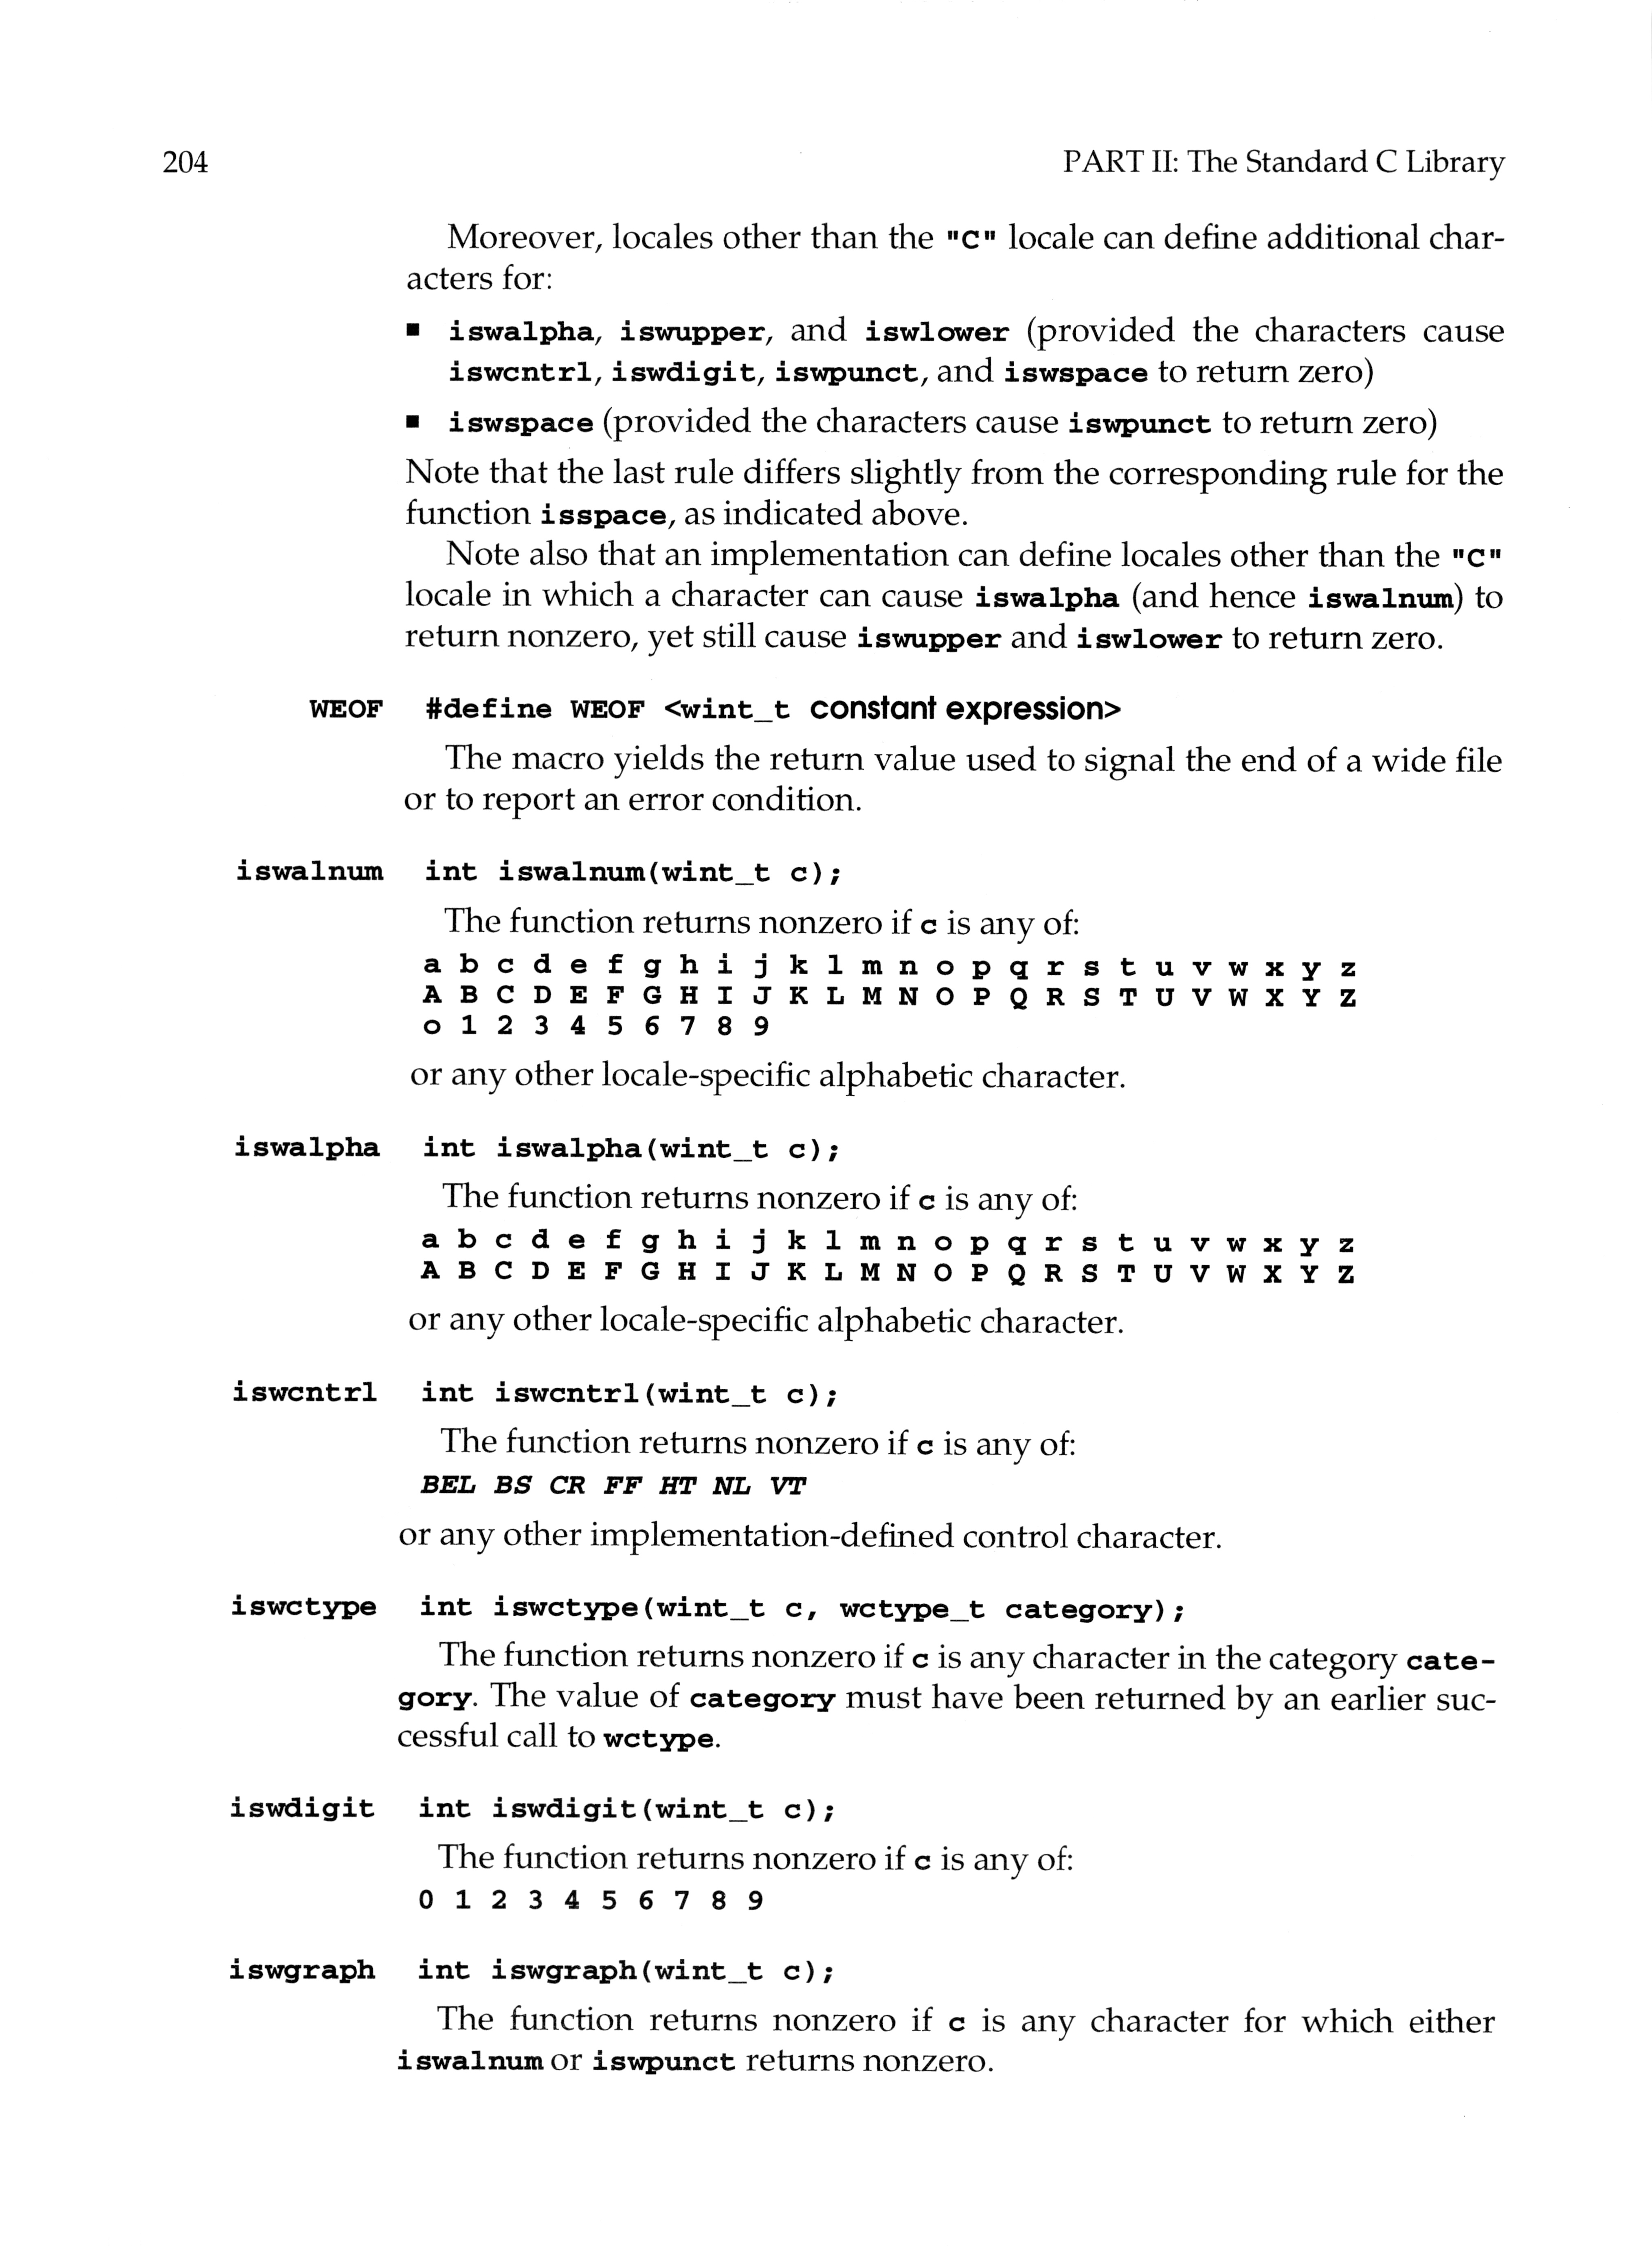 204 PART II: The Standard C Library
Moreover, locales other than the "C" locale can define additional char-
acters for:
■ iswalpha, iswupper, and iswlower (provided the characters cause
iswcntrl, iswdigit, iswpunct, and iswspace to return zero)
■ iswspace (provided the characters cause iswpunct to return zero)
Note that the last rule differs slightly from the corresponding rule for the
function isspace, as indicated above.
Note also that an implementation can define locales other than the "C"
locale in which a character can cause iswalpha (and hence iswalnum) to
return nonzero, yet still cause iswupper and iswlower to return zero.
WEOF #define WEOF <wint_t constant expression>
The macro yields the return value used to signal the end of a wide file
or to report an error condition.
iswalnum int iswalnum(wint_t c);
The function returns nonzero if c is any of:
a b c d e f g h i j k l m n o p q r s t u v w x y z
A B C D E F G H I J K L M N O P Q R S T U V W X Y Z
o 1 2 3 4 5 6 7 8 9
or any other locale-specific alphabetic character.
iswalpha int iswalpha(wint_t c);
The function returns nonzero if c is any of:
a b c d e f g h i j k l m n o p q r s t u v w x y z
A B C D E F G H I J K L M N O P Q R S T U V W X Y Z
or any other locale-specific alphabetic character.
iswcntrl int iswcntrl(wint_t c);
The function returns nonzero if c is any of:
BEL BS CR FF HT NL VT
or any other implementation-defined control character.
iswctype int iswctype(wint_t c, wctype_t category);
The function returns nonzero if c is any character in the category cate-
gory. The value of category must have been returned by an earlier suc-
cessful call to wctype.
iswdigit int iswdigit(wint_t c);
The function returns nonzero if c is any of:
0 1 2 3 4 5 6 7 8 9
iswgraph int iswgraph(wint_t c);
The function returns nonzero if c is any character for which either
iswalnum or iswpunct returns nonzero.